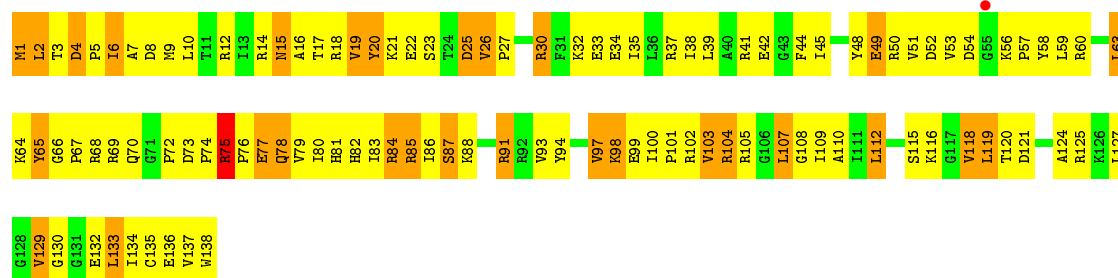 M1 L2 T3 D4 P5 I6 A7 D8 M9 L10 T11 R12 I13 R14 N15 A16 T17 R18 V19 Y20 K21 E22 S23 T24 D25 V26 P27 R30 F31 K32 E33 E34 I35 L36 R37 I38 L39 A40 R41 E42 G43 F44 I45 Y48 E49 R50 V51 D52 V53 D54 G55 K56 P57 Y58 L59 R60 L63
K64 Y65 G66 P67 R68 R69 Q70 G71 P72 D73 P74 R75 P76 E77 Q78 V79 I80 H81 H82 I83 R84 R85 I86 S87 K88 R91 R92 V93 Y94 V97 K98 E99 I100 P101 R102 V103 R104 R105 G106 L107 G108 I109 A110 I111 L112 S115 K116 G117 V118 L119 T120 D121 A124 R125 K126 L127
G128 V129 G130 G131 E132 L133 I134 C135 E136 V137 W138